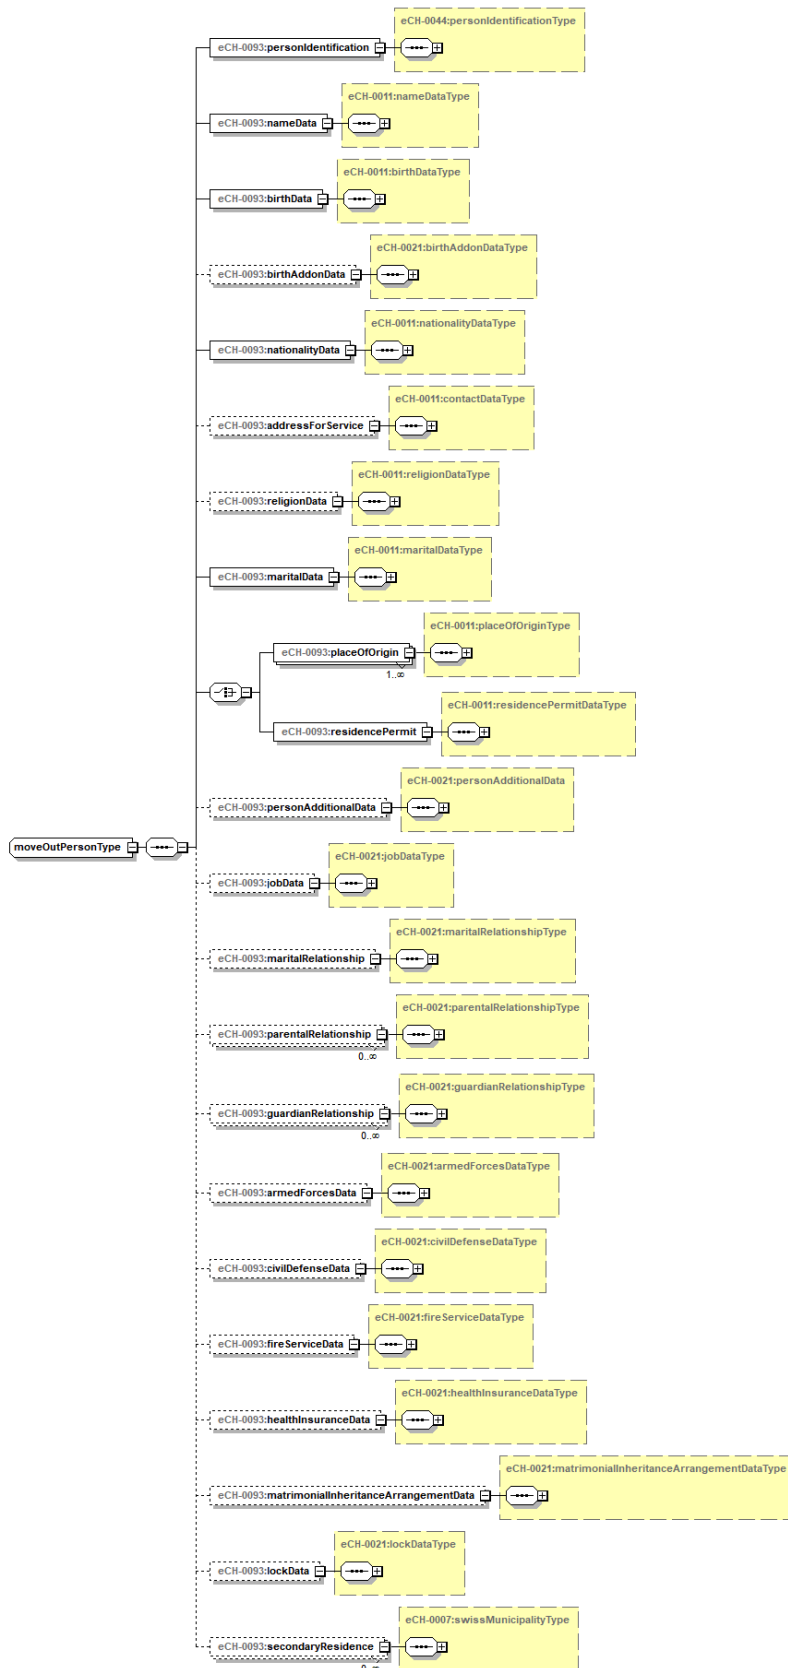 eCH-0044:personIdentificationType
eCH-0093:personIdentification
eCH-0011:nameDataType
eCH-0093:nameData
eCH-0011:birthDataType
eCH-0093:birthData
eCH-0021:birthAddonDataType
eCH-0093:birthAddonData
eCH-0011:nationalityDataType
eCH-0093:nationalityData
eCH-0011:contactDataType
eCH-0093:addressForService
eCH-0011:religionDataType
eCH-0093:religionData
eCH-0011:maritalDataType
eCH-0093:maritalData
eCH-0011:placeOfOriginType
eCH-0093:placeOfOrigin
1..∞
eCH-0011:residencePermitDataType
eCH-0093:residencePermit
eCH-0021:personAdditionalData
eCH-0093:personAdditionalData
moveOutPersonType
eCH-0021:jobDataType
eCH-0093:jobData
eCH-0021:maritalRelationshipType
eCH-0093:maritalRelationship
eCH-0021:parentalRelationshipType
eCH-0093:parentalRelationship
0..∞
eCH-0021:guardianRelationshipType
eCH-0093:guardianRelationship
0..∞
eCH-0021:armedForcesDataType
eCH-0093:armedForcesData
eCH-0021:civilDefenseDataType
eCH-0093:civilDefenseData
eCH-0021:fireServiceDataType
eCH-0093:fireServiceData
eCH-0021:healthInsuranceDataType
eCH-0093:healthInsuranceData
eCH-0021:matrimonialInheritanceArrangementDataType
eCH-0093:matrimonialInheritanceArrangementData
eCH-0021:lockDataType
eCH-0093:lockData
eCH-0007:swissMunicipalityType
eCH-0093:secondaryResidence
0..∞